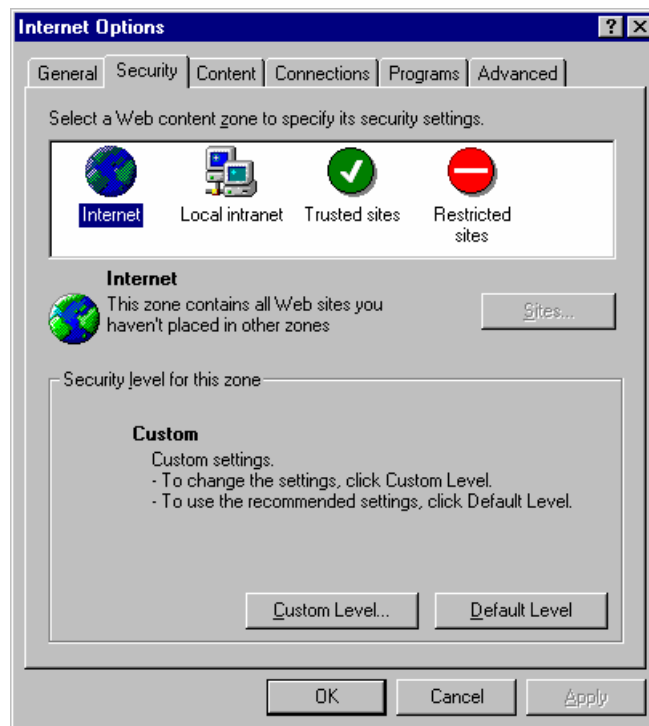 Internet Options
General Security Content Connections Programs Advanced
Select a Web content zone to specify its security settings.
Internet Local intranet Trusted sites Restricted
sites
Internet
This zone contains all Web sites you
haven't placed in other zones
Sites...
Security level for this zone
Custom
Custom settings.
- To change the settings, click Custom Level.
- To use the recommended settings, click Default Level.
Custom Level... Default Level
OK Cancel Apply